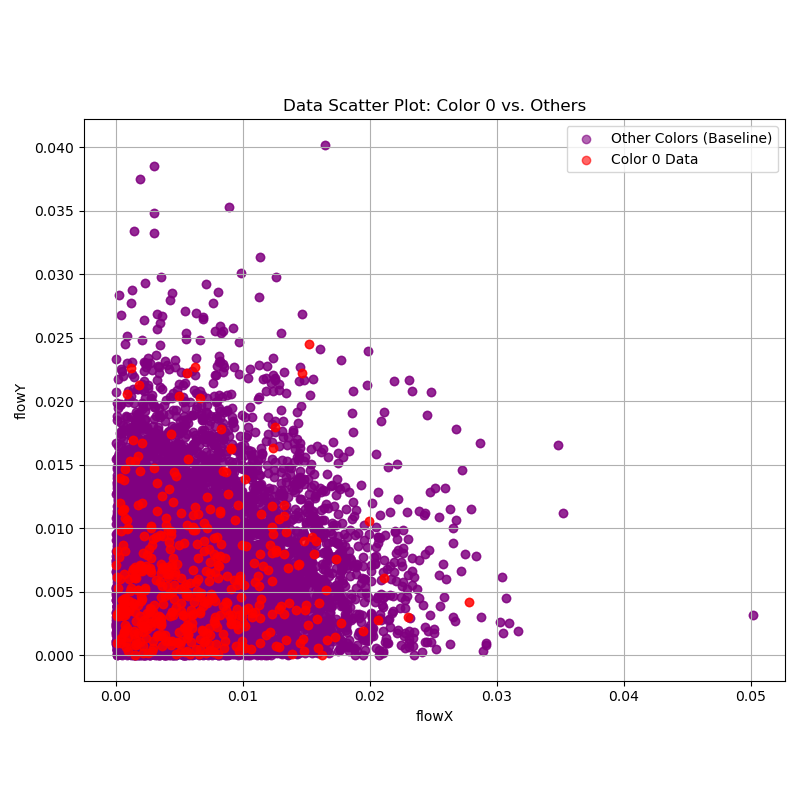 Data Scatter Plot: Color 0 vs. Others
Other Colors (Baseline)
Color 0 Data
0.040
0.035
0.030
0.025
0.020
0.015
0.010
0.005
0.000
flowY
0.00 0.01 0.02 0.03 0.04 0.05
flowX